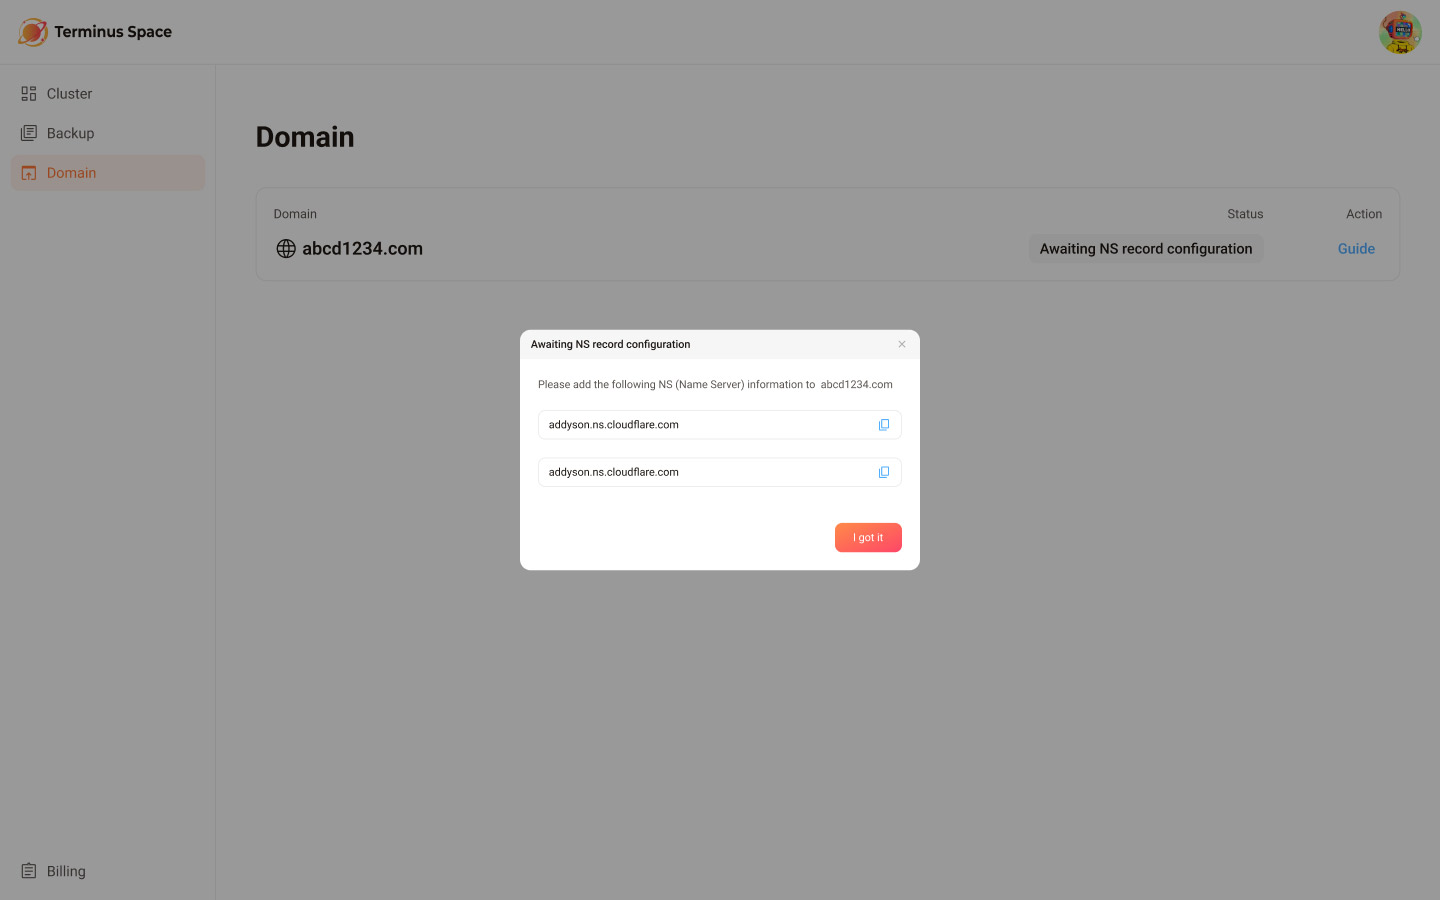 Terminus Space
Cluster
Backup
Domain
Billing
Domain
Domain Status Action
abcd1234.com Awaiting NS record configuration Guide
Awaiting NS record configuration
Please add the following NS (Name Server) information to abcd1234.com
addyson.ns.cloudflare.com
addyson.ns.cloudflare.com
I got it